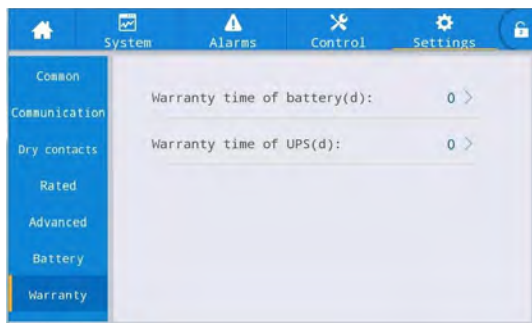 System Alarms Control Settings
Common
Communication
Dry contacts
Rated
Advanced
Battery
Warranty
Warranty time of battery(d): 0 >
Warranty time of UPS(d): 0 >